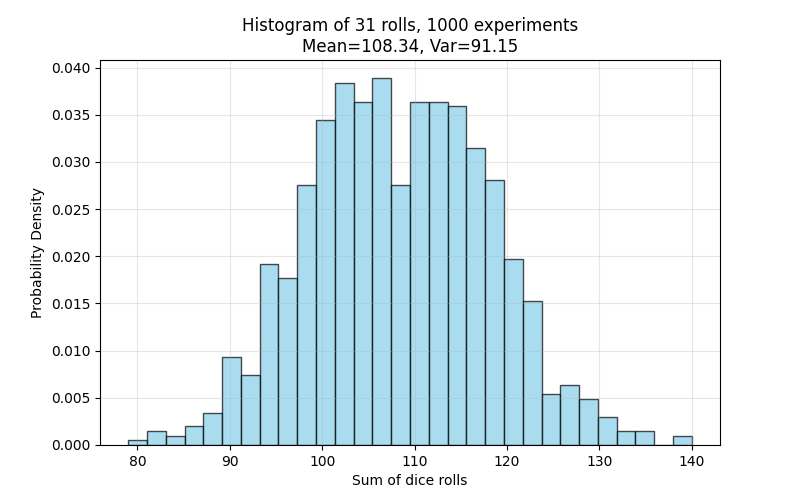 Histogram of 31 rolls, 1000 experiments
Mean=108.34, Var=91.15
Probability Density
0.040
0.035
0.030
0.025
0.020
0.015
0.010
0.005
0.000
80 90 100 110 120 130 140
Sum of dice rolls